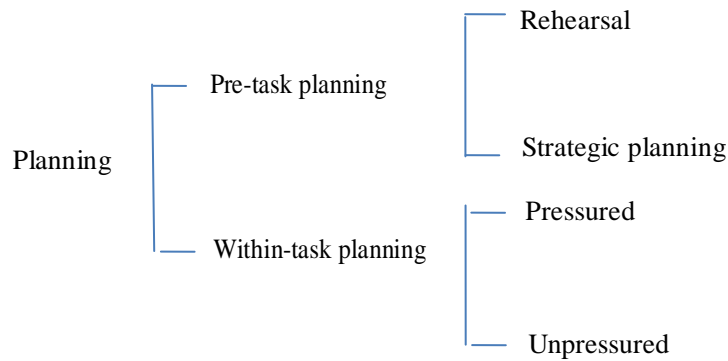 Rehearsal
Pre-task planning
Strategic planning
Planning
Pressured
Within-task planning
Unpressured